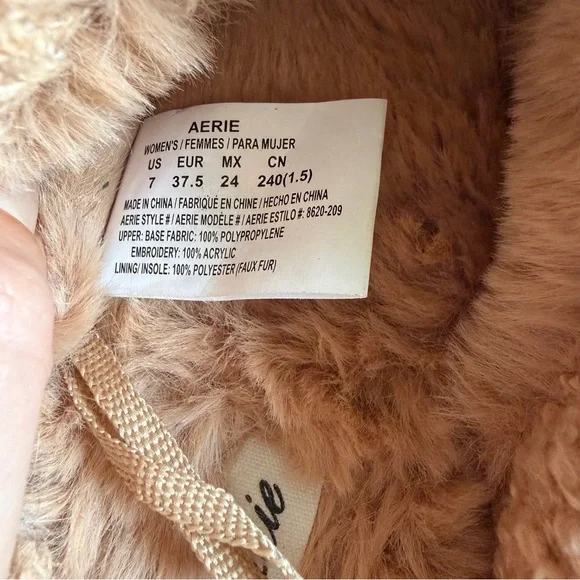 AERIE
WOMEN'S / FEMMES / PARA MUJER
US EUR MX CN
7 37.5 24 240(1.5)
MADE IN CHINA / FABRIQUÉ EN CHINE / HECHO EN CHINA
AERIE STYLE # / AERIE MODÈLE # / AERIE ESTILO #: 8620-209
UPPER: BASE FABRIC: 100% POLYPROPYLENE
EMBROIDERY: 100% ACRYLIC
LINING/ INSOLE: 100% POLYESTER (FAUX FUR)